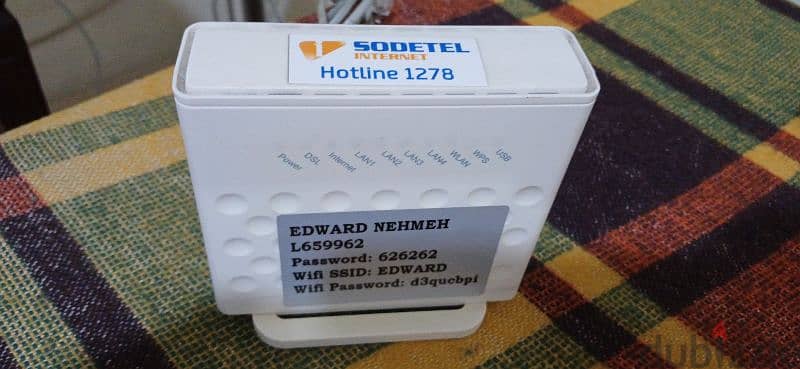 SODETEL
INTERNET
Hotline 1278
Power DSL Internet LAN1 LAN2 LAN3 LAN4 WLAN WPS USB
EDWARD NEHMEH
L659962
Password: 626262
Wifi SSID: EDWARD
Wifi Password: d3qucbpi